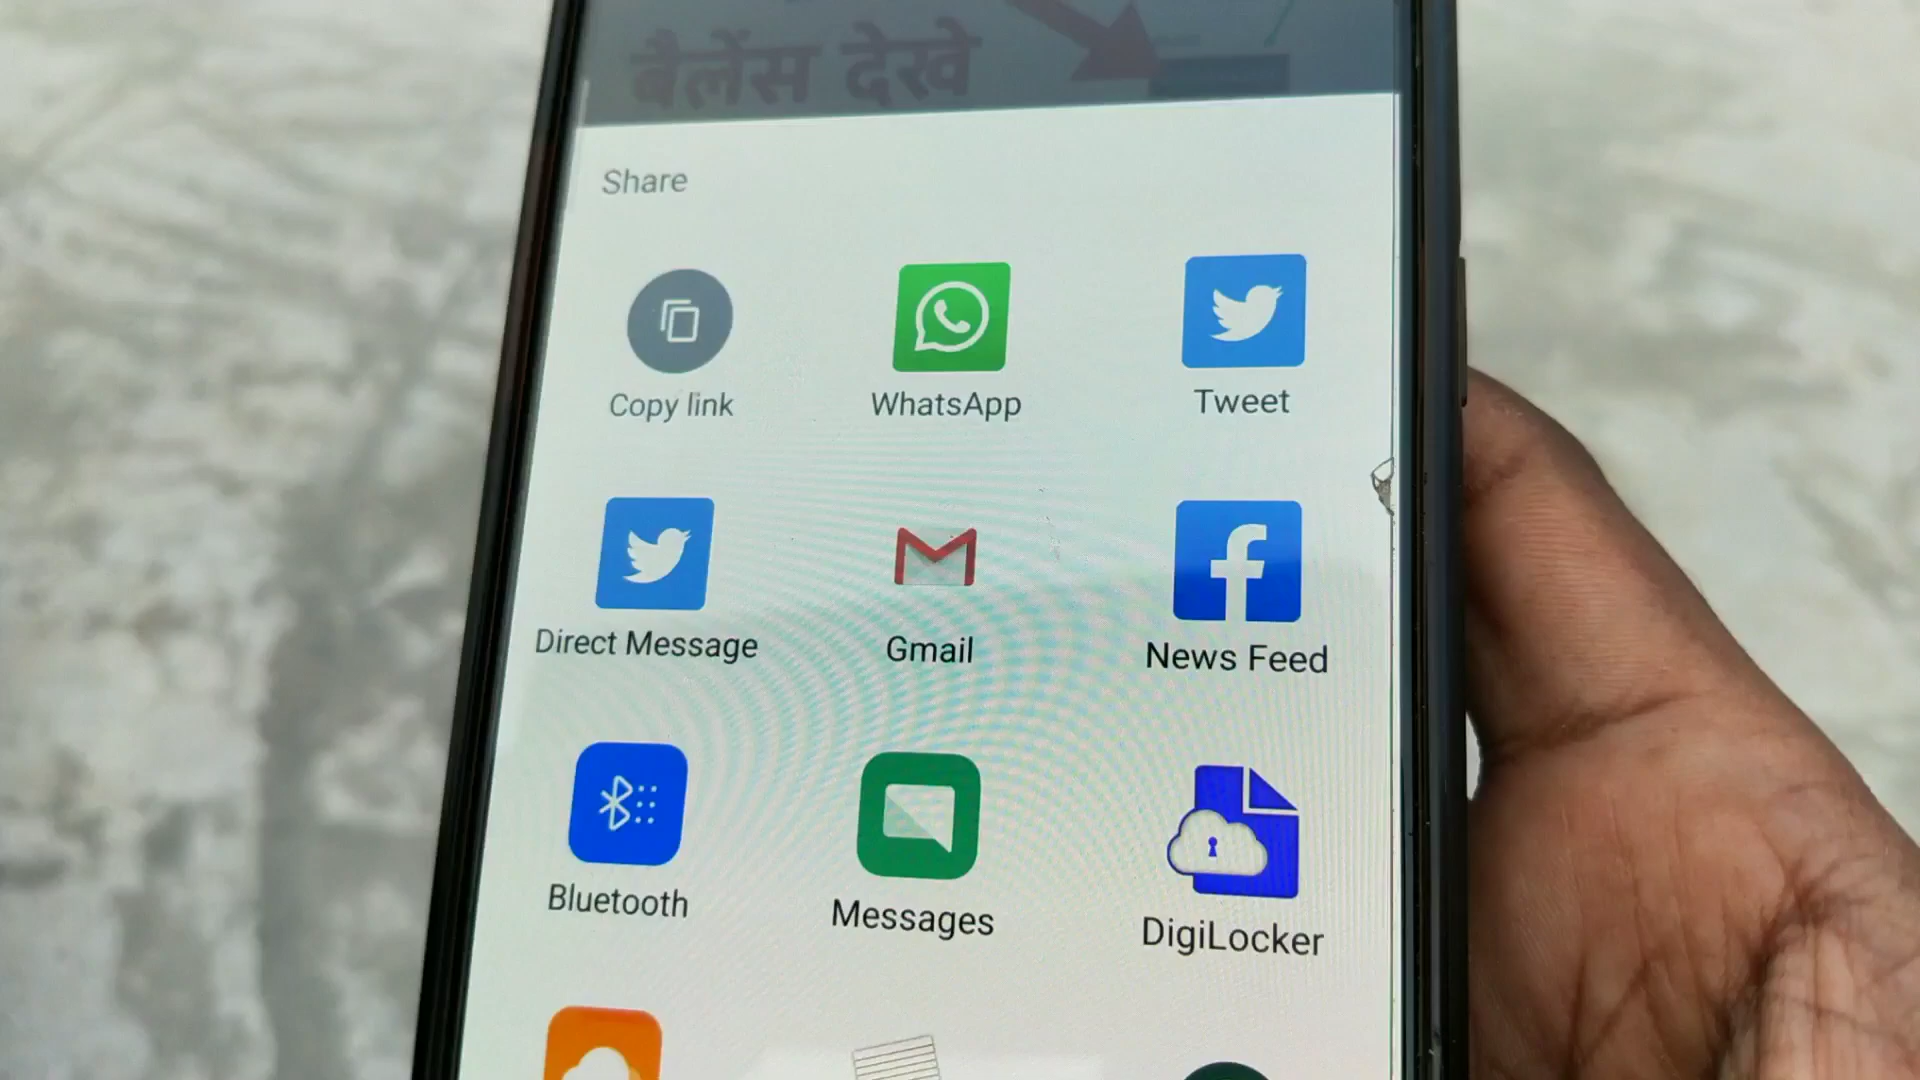 बैलेंस देखे
Share
Copy link
WhatsApp
Tweet
Direct Message
Gmail
News Feed
Bluetooth
Messages
DigiLocker